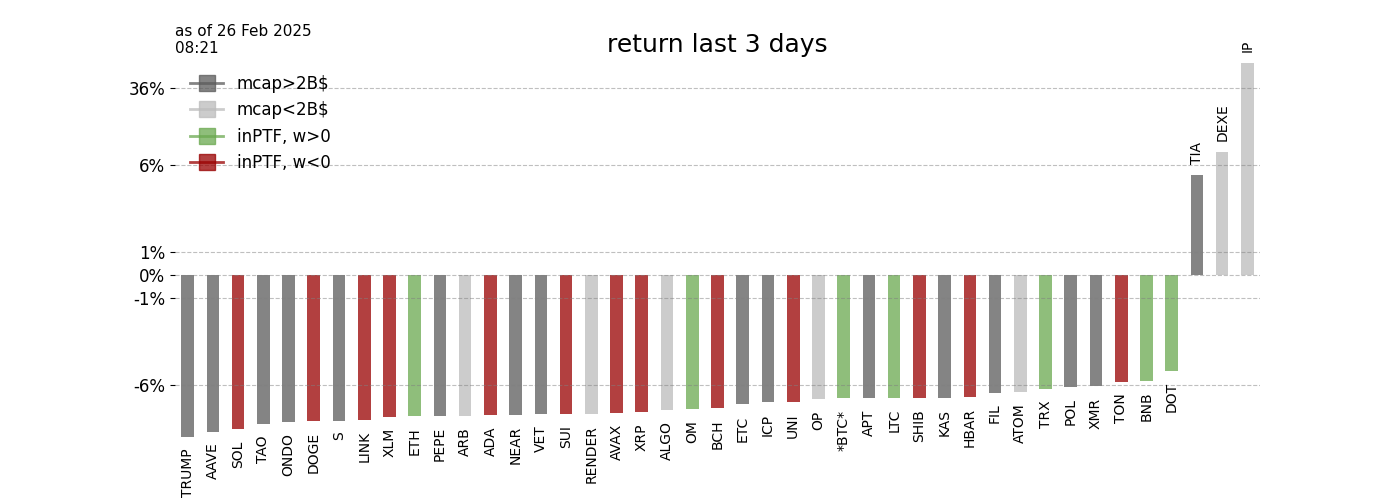 as of 26 Feb 2025
08:21
return last 3 days
mcap>2B$
mcap<2B$
inPTF, w>0
inPTF, w<0
36%
6%
1%
0%
-1%
-6%
TRUMP
AAVE
SOL
TAO
ONDO
DOGE
S
LINK
XLM
ETH
PEPE
ARB
ADA
NEAR
VET
SUI
RENDER
AVAX
XRP
ALGO
OM
BCH
ETC
ICP
UNI
OP
*BTC*
APT
LTC
SHIB
KAS
HBAR
FIL
ATOM
TRX
POL
XMR
TON
BNB
DOT
TIA
DEXE
IP